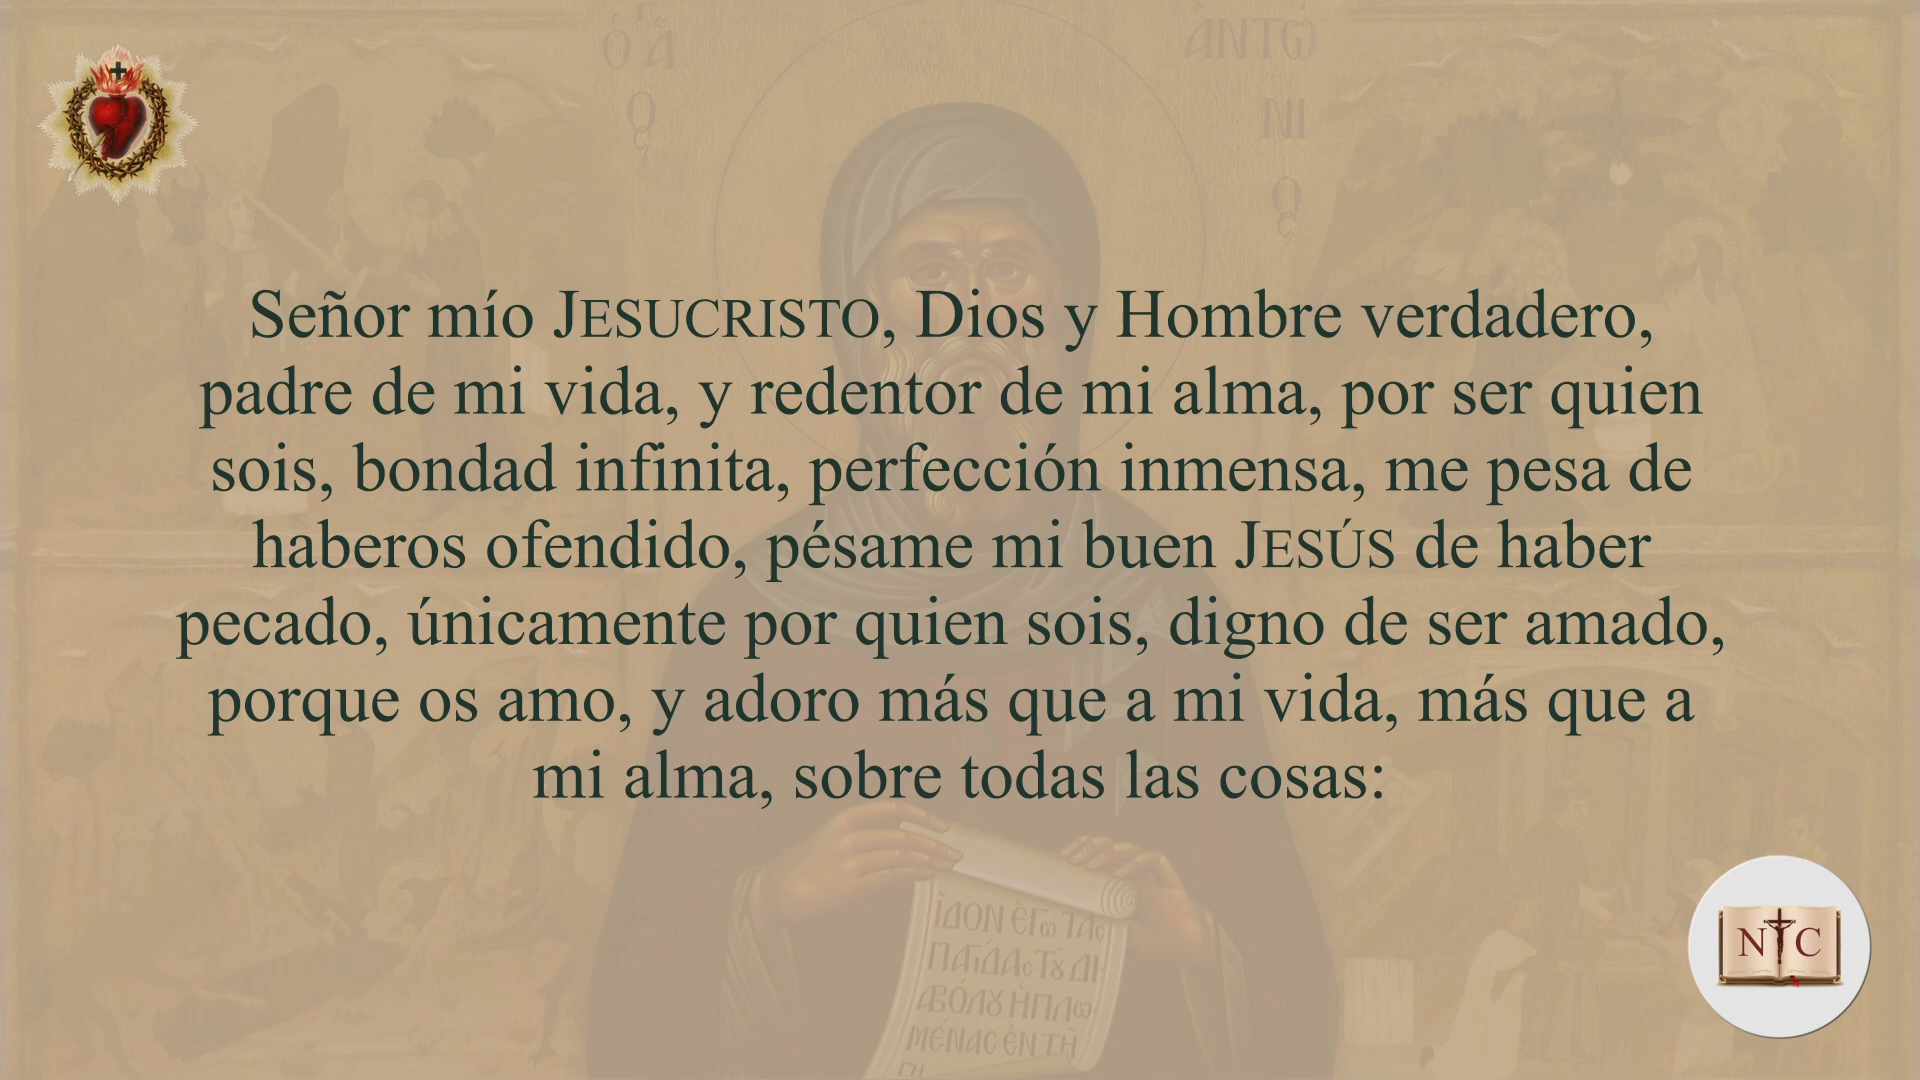 Señor mío JESUCRISTO, Dios y Hombre verdadero,
padre de mi vida, y redentor de mi alma, por ser quien
sois, bondad infinita, perfección inmensa, me pesa de
haberos ofendido, pésame mi buen JESÚS de haber
pecado, únicamente por quien sois, digno de ser amado,
porque os amo, y adoro más que a mi vida, más que a
mi alma, sobre todas las cosas:
ἈΝΤΩ
ΝΙ
N C